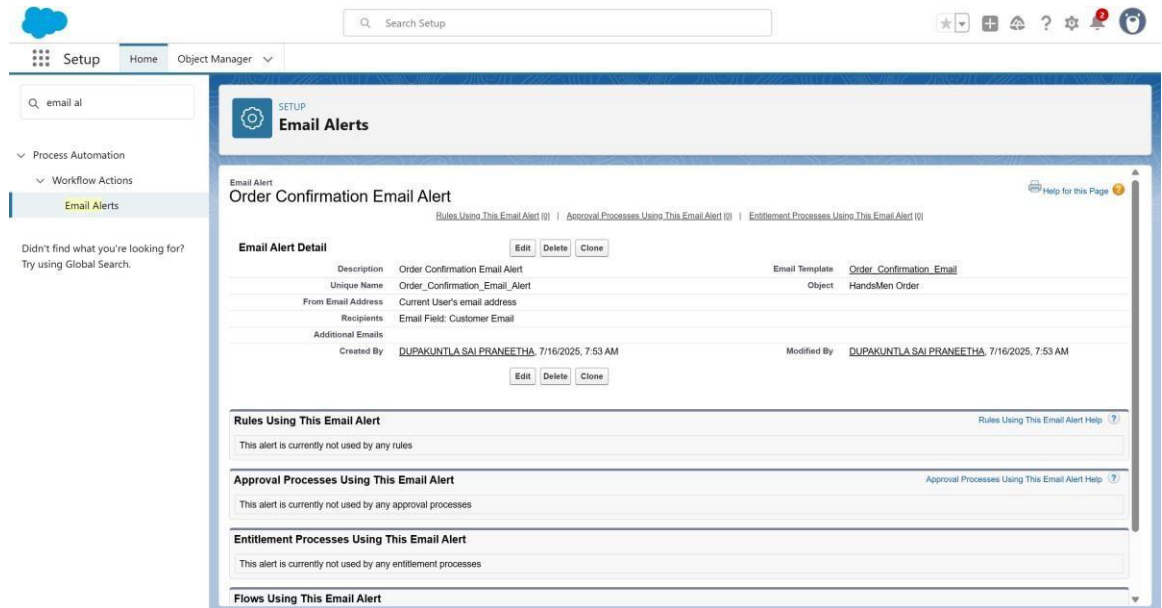 Search Setup
2
Setup Home Object Manager
email al
Process Automation
Workflow Actions
Email Alerts
Didn't find what you're looking for?
Try using Global Search.
SETUP
Email Alerts
Email Alert
Order Confirmation Email Alert
Help for this Page ?
Rules Using This Email Alert [0] | Approval Processes Using This Email Alert [0] | Entitlement Processes Using This Email Alert [0]
Email Alert Detail Edit Delete Clone
Description Order Confirmation Email Alert Email Template Order_Confirmation_Email
Unique Name Order_Confirmation_Email_Alert Object HandsMen Order
From Email Address Current User's email address
Recipients Email Field: Customer Email
Additional Emails
Created By DUPAKUNTLA SAI PRANEETHA, 7/16/2025, 7:53 AM Modified By DUPAKUNTLA SAI PRANEETHA, 7/16/2025, 7:53 AM
Edit Delete Clone
Rules Using This Email Alert Rules Using This Email Alert Help ?
This alert is currently not used by any rules
Approval Processes Using This Email Alert Approval Processes Using This Email Alert Help ?
This alert is currently not used by any approval processes
Entitlement Processes Using This Email Alert
This alert is currently not used by any entitlement processes
Flows Using This Email Alert